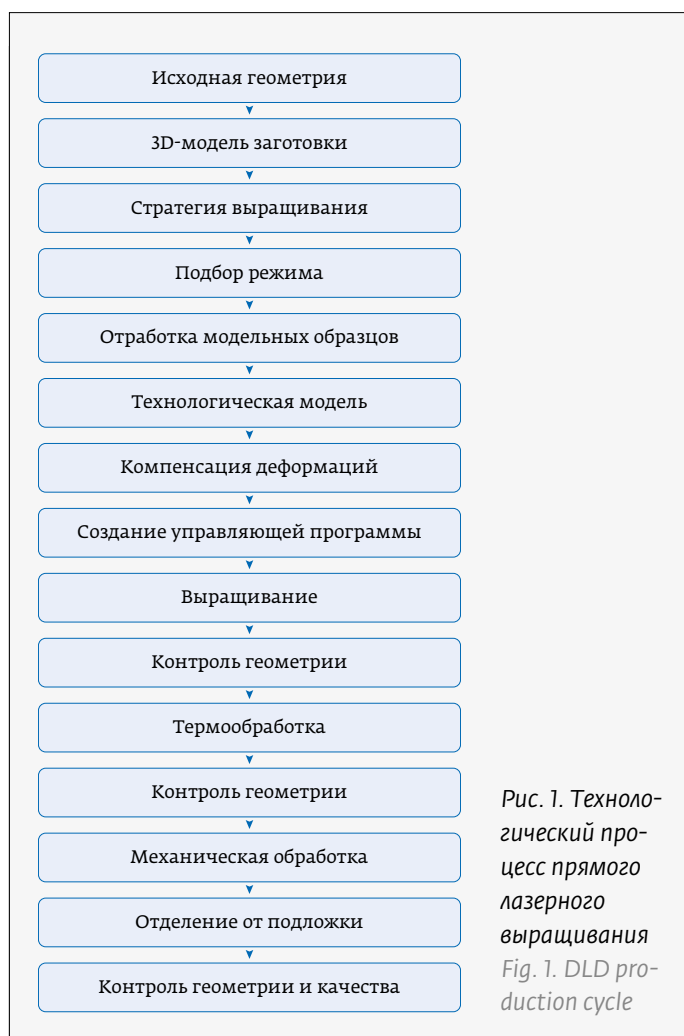 Исходная геометрия
3D-модель заготовки
Стратегия выращивания
Подбор режима
Отработка модельных образцов
Технологическая модель
Компенсация деформаций
Создание управляющей программы
Выращивание
Контроль геометрии
Термообработка
Контроль геометрии
Механическая обработка
Отделение от подложки
Контроль геометрии и качества
Рис. 1. Техноло-
гический про-
цесс прямого
лазерного
выращивания
Fig. 1. DLD pro-
duction cycle